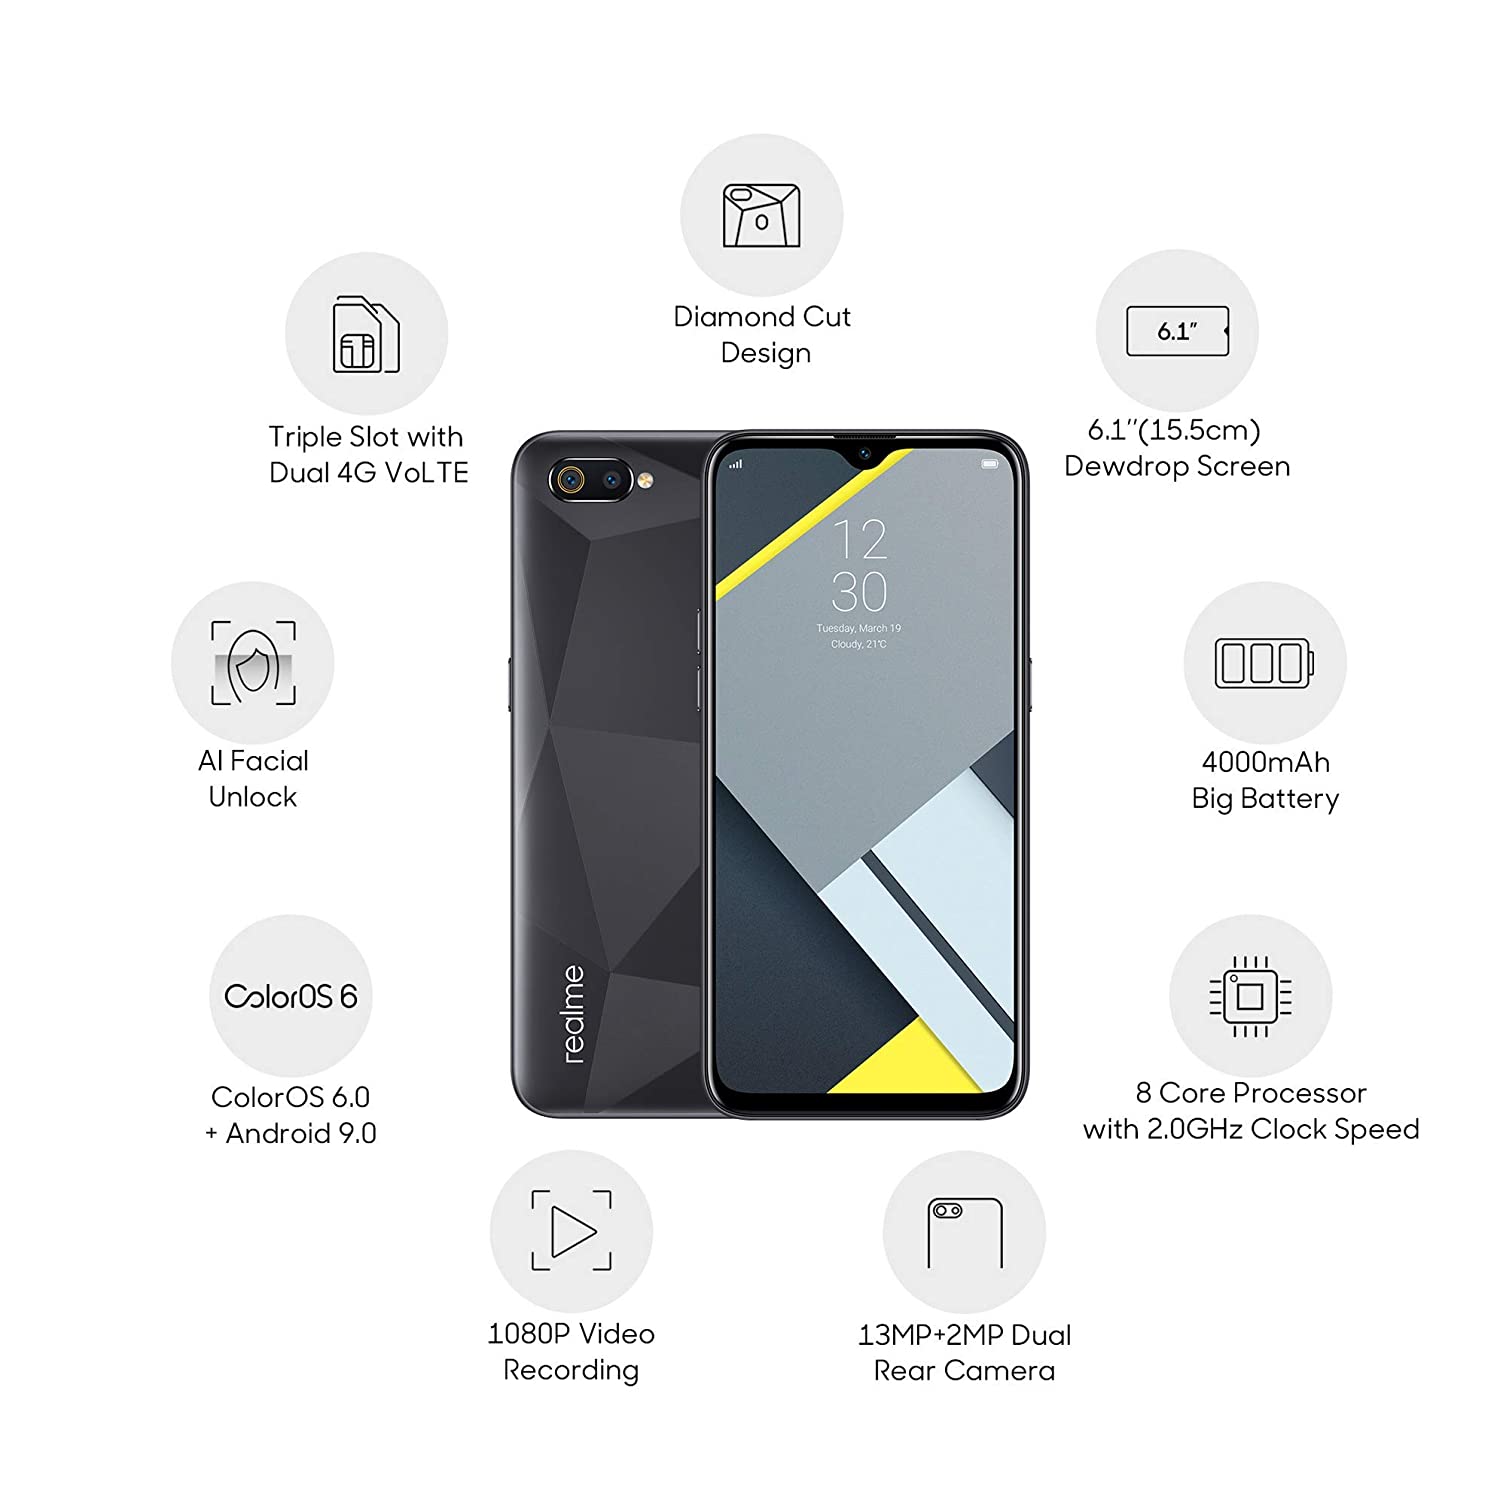 Diamond Cut
Design
Triple Slot with
Dual 4G VoLTE
6.1"
6.1"(15.5cm)
Dewdrop Screen
12
30
Tuesday, March 19
Cloudy, 21°C
AI Facial
Unlock
4000mAh
Big Battery
realme
ColorOS 6
ColorOS 6.0
+ Android 9.0
8 Core Processor
with 2.0GHz Clock Speed
1080P Video
Recording
13MP+2MP Dual
Rear Camera